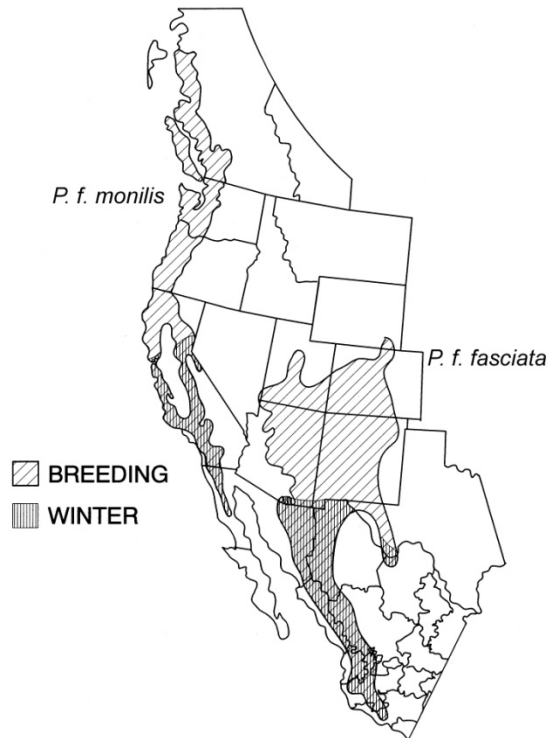 P. f. monilis
P. f. fasciata
BREEDING
WINTER